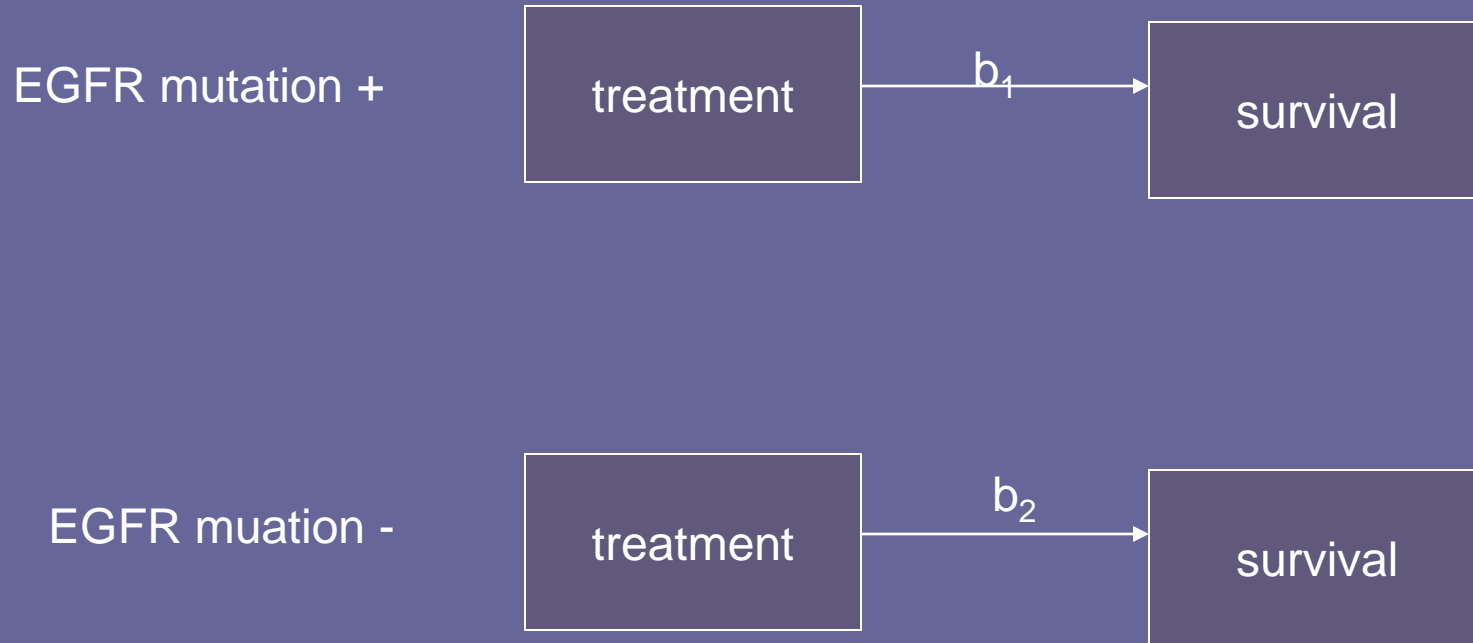 EGFR mutation +
treatment
b₁
survival
EGFR muation -
treatment
b₂
survival